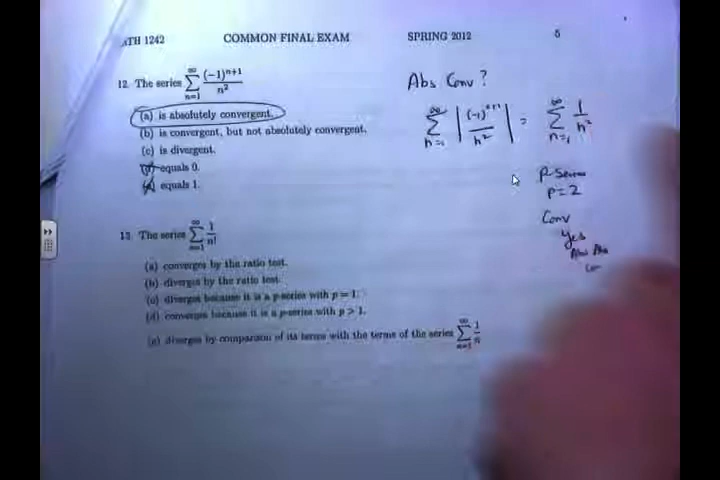 ATH 1242 COMMON FINAL EXAM SPRING 2012 5
12. The series ∑_{n=1}^{∞} (−1)^{n+1}/n²
(a) is absolutely convergent.
(b) is convergent, but not absolutely convergent.
(c) is divergent.
(d) equals 0.
(e) equals 1.
Abs Conv ?
∑_{n=1}^{∞} |(-1)^{n+1}/n²| = ∑_{n=1}^{∞} 1/n²
P-Series
p=2
Conv
Yes
Abs
13. The series ∑_{n=1}^{∞} 1/n!
(a) converges by the ratio test.
(b) diverges by the ratio test.
(c) diverges because it is a p-series with p = 1.
(d) converges because it is a p-series with p > 1.
(e) diverges by comparison of its terms with the terms of the series ∑_{n=1}^{∞} 1/n